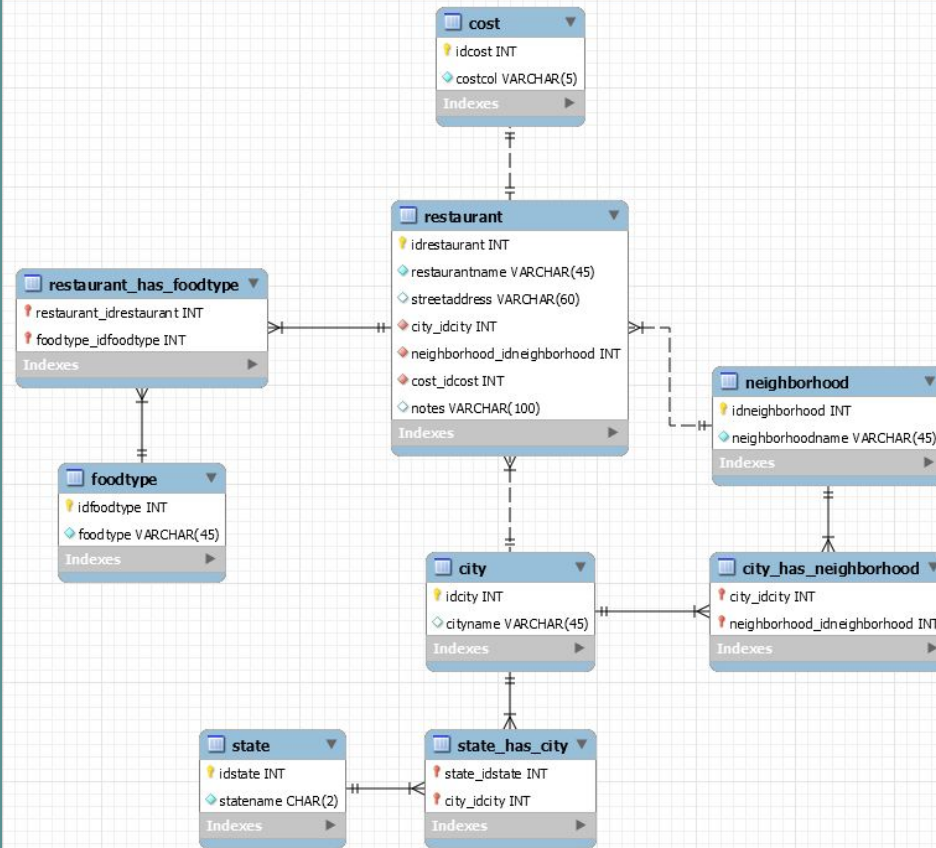 cost
idcost INT
costcol VARCHAR(5)
Indexes
restaurant
idrestaurant INT
restaurantname VARCHAR(45)
streetaddress VARCHAR(60)
city_idcity INT
neighborhood_idneighborhood INT
cost_idcost INT
notes VARCHAR(100)
Indexes
restaurant_has_foodtype
restaurant_idrestaurant INT
foodtype_idfoodtype INT
Indexes
neighborhood
idneighborhood INT
neighborhoodname VARCHAR(45)
Indexes
foodtype
idfoodtype INT
foodtype VARCHAR(45)
Indexes
city
idcity INT
cityname VARCHAR(45)
Indexes
city_has_neighborhood
city_idcity INT
neighborhood_idneighborhood INT
Indexes
state
idstate INT
statename CHAR(2)
Indexes
state_has_city
state_idstate INT
city_idcity INT
Indexes